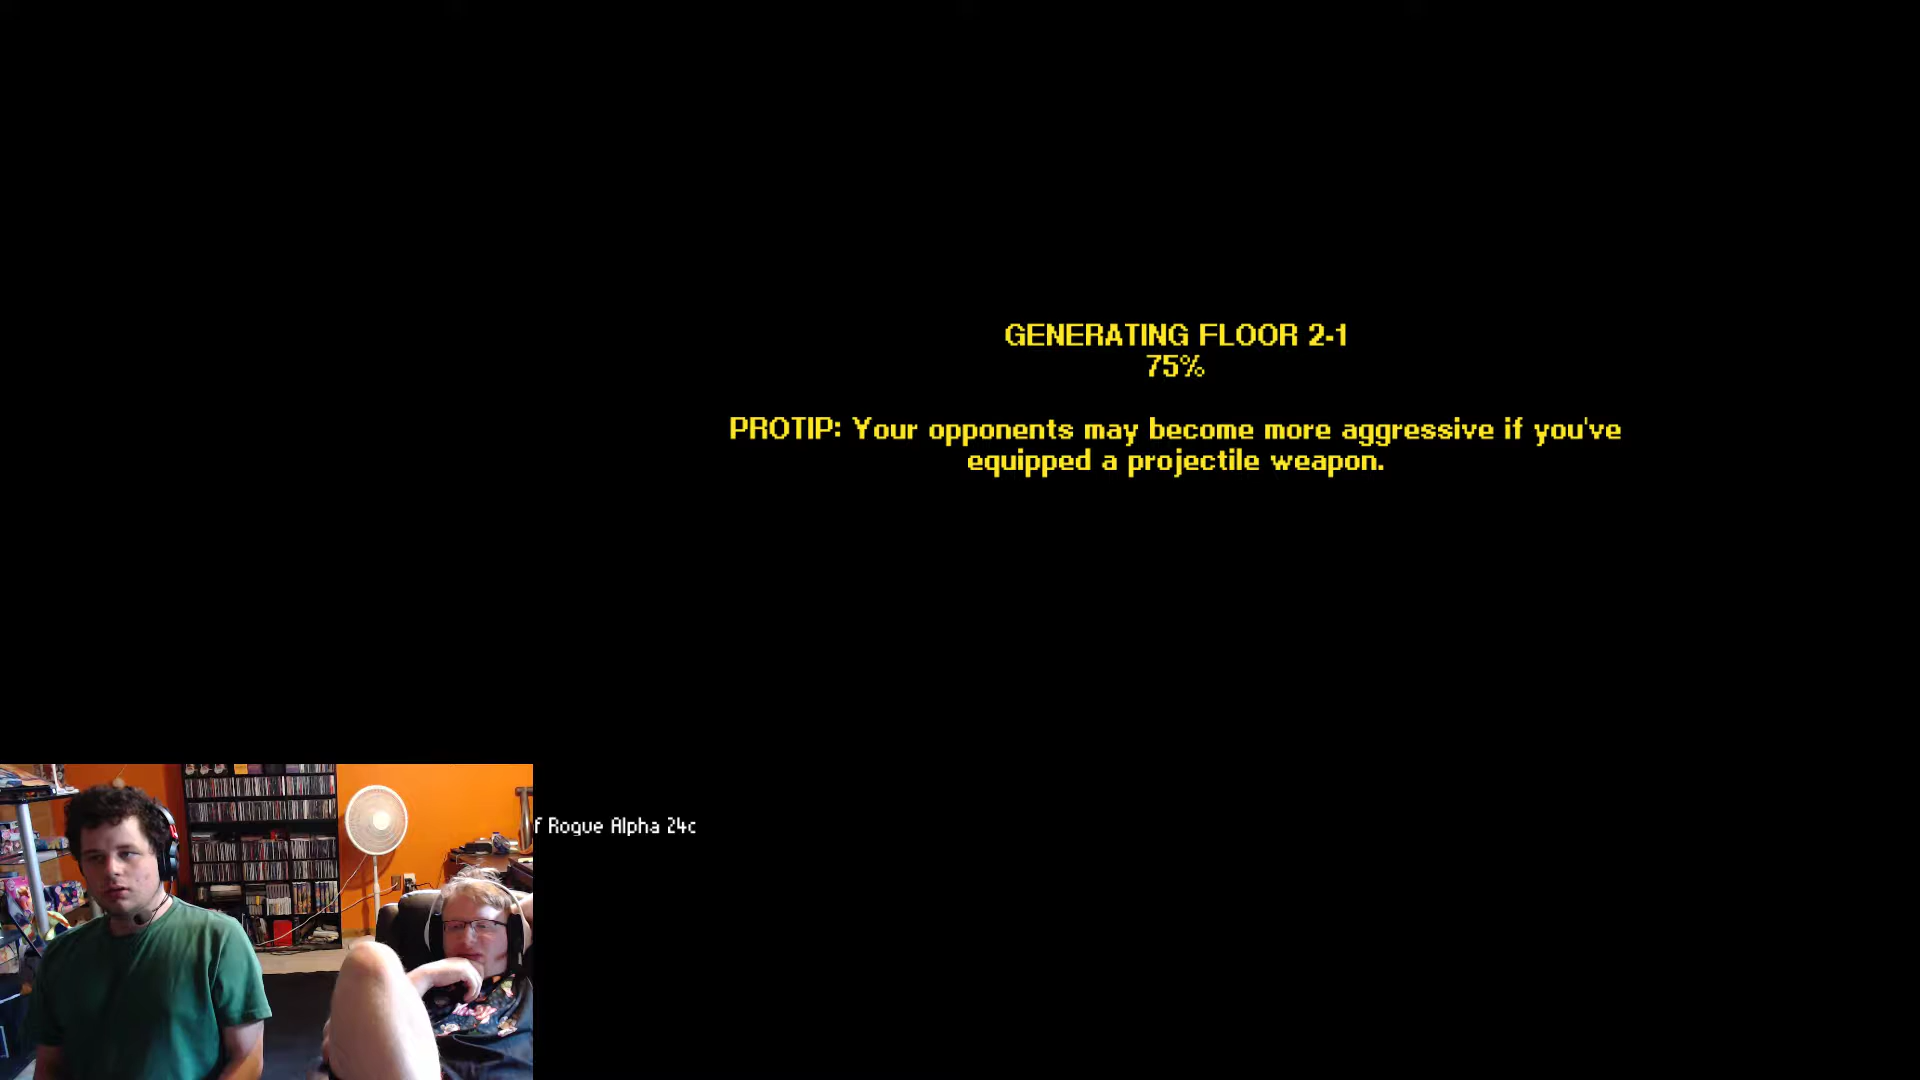 GENERATING FLOOR 2-1
75%
PROTIP: Your opponents may become more aggressive if you've
equipped a projectile weapon.
f Rogue Alpha 24c